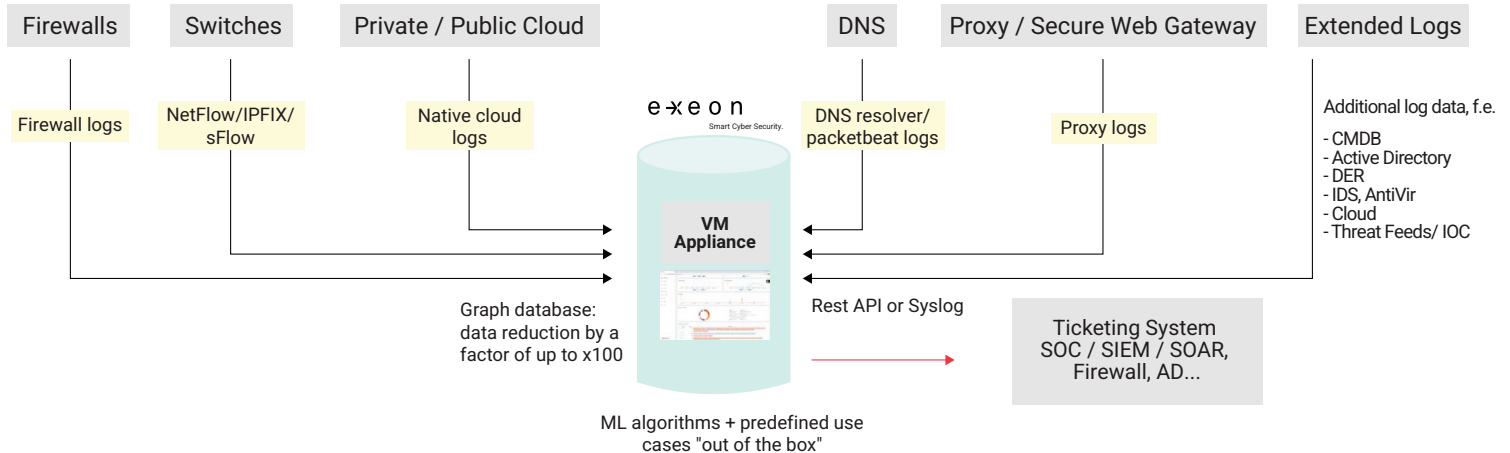 Firewalls
Switches
Private / Public Cloud
DNS
Proxy / Secure Web Gateway
Extended Logs
Firewall logs
NetFlow/IPFIX/
sFlow
Native cloud
logs
exeon
Smart Cyber Security.
DNS resolver/
packetbeat logs
Proxy logs
Additional log data, f.e.
- CMDB
- Active Directory
- DER
- IDS, AntiVir
- Cloud
- Threat Feeds/ IOC
VM
Appliance
Graph database:
data reduction by a
factor of up to x100
Rest API or Syslog
Ticketing System
SOC / SIEM / SOAR,
Firewall, AD...
ML algorithms + predefined use
cases "out of the box"